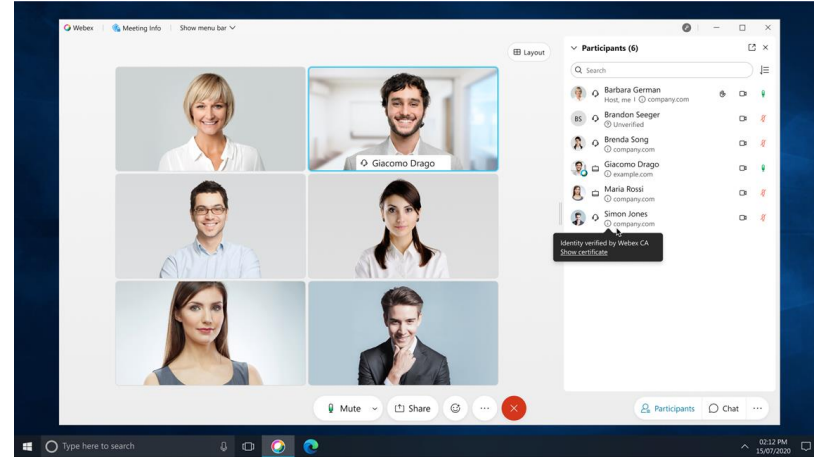 Webex
Meeting Info
Show menu bar
Layout
Giacomo Drago
Participants (6)
Search
Barbara German
Host, me | company.com
BS
Brandon Seeger
Unverified
Brenda Song
company.com
Giacomo Drago
example.com
Maria Rossi
company.com
Simon Jones
company.com
Identity verified by Webex CA
Show certificate
Mute
Share
Participants
Chat
Type here to search
02:12 PM
15/07/2020